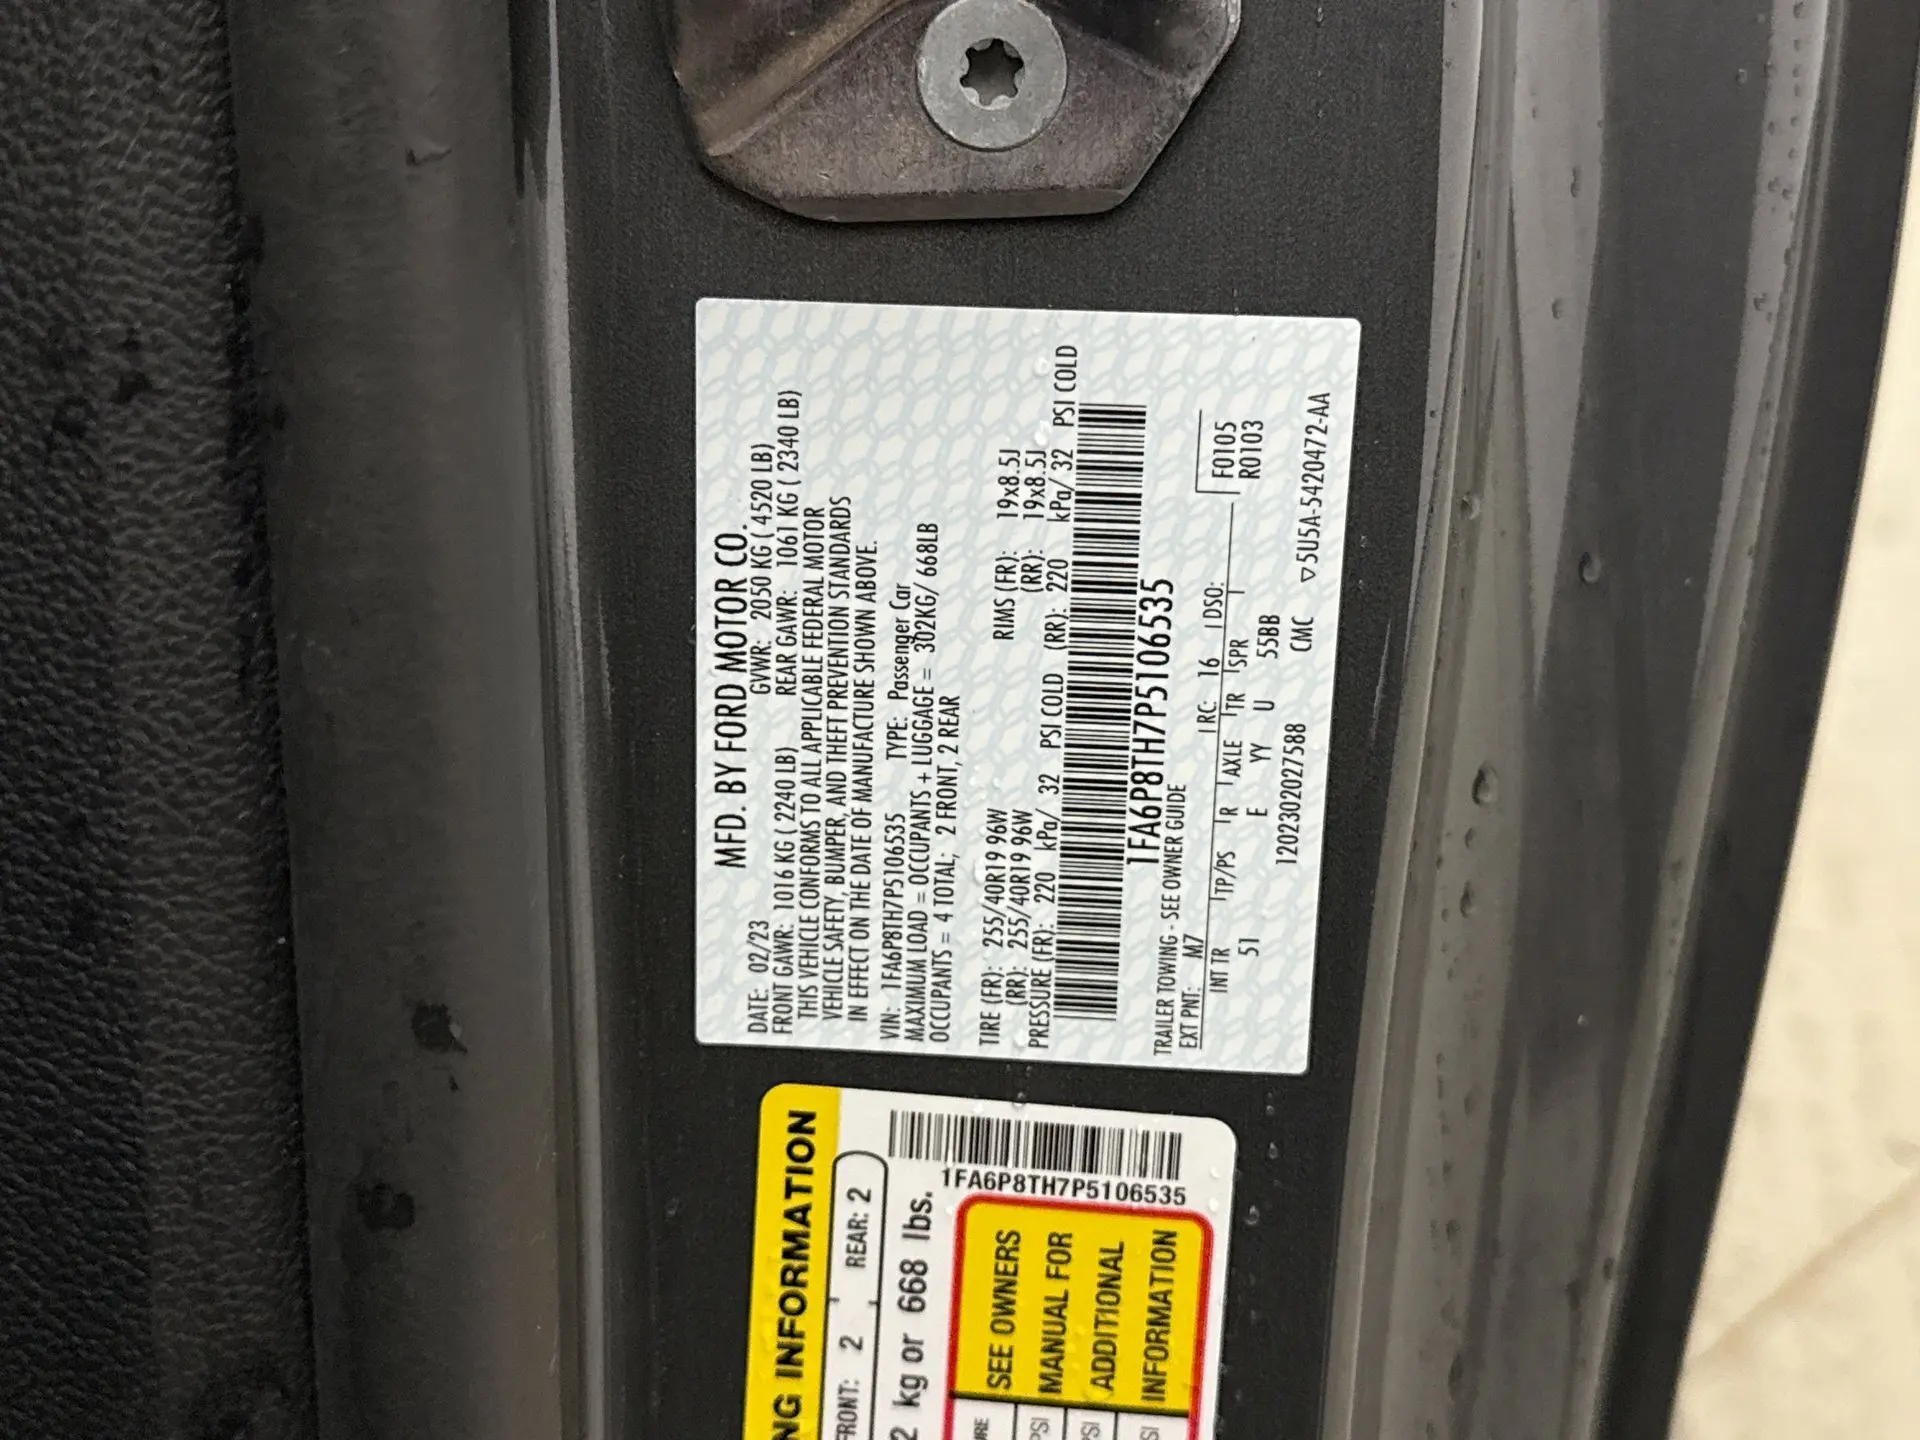 MFD. BY FORD MOTOR CO.
DATE: 02/23 GVWR: 2050 KG ( 4520 LB)
FRONT GAWR: 1016 KG ( 2240 LB) REAR GAWR: 1061 KG ( 2340 LB)
THIS VEHICLE CONFORMS TO ALL APPLICABLE FEDERAL MOTOR
VEHICLE SAFETY, BUMPER, AND THEFT PREVENTION STANDARDS
IN EFFECT ON THE DATE OF MANUFACTURE SHOWN ABOVE.
VIN: 1FA6P8TH7P5106535 TYPE: Passenger Car
MAXIMUM LOAD = OCCUPANTS + LUGGAGE = 302KG/ 668LB
OCCUPANTS = 4 TOTAL; 2 FRONT, 2 REAR
TIRE (FR): 255/40R19 96W RIMS (FR): 19x8.5J
(RR): 255/40R19 96W (RR): 19x8.5J
PRESSURE (FR): 220 kPa/ 32 PSI COLD (RR): 220 kPa/ 32 PSI COLD
1FA6P8TH7P5106535
TRAILER TOWING - SEE OWNER GUIDE
EXT PNT: M7 RC: 16 DSO:
INT TR TP/PS R AXLE TR SPR F0105
51 E YY U 55BB R0103
1202302027588 CMC ▽5U5A-5420472-AA
NG INFORMATION
FRONT: 2 REAR: 2
2 kg or 668 lbs.
1FA6P8TH7P5106535
SEE OWNERS
MANUAL FOR
ADDITIONAL
INFORMATION
PSI
PSI